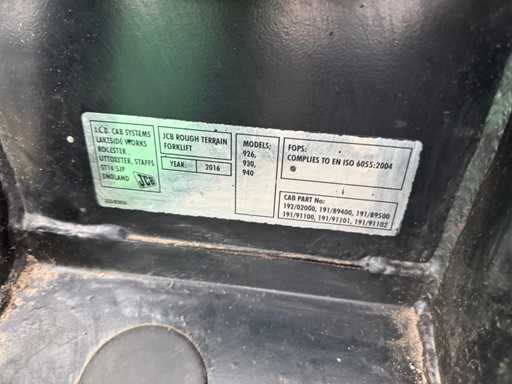 J.C.B. CAB SYSTEMS
LAKESIDE WORKS
ROCESTER
UTTOXETER, STAFFS
ST14 5JP
ENGLAND
JCB
JCB ROUGH TERRAIN
FORKLIFT
YEAR: 2016
MODELS;
926,
930,
940
FOPS:
COMPLIES TO EN ISO 6055:2004
CAB PART No:
192/02000, 191/89400, 191/89500
191/91100, 191/91101, 191/91102